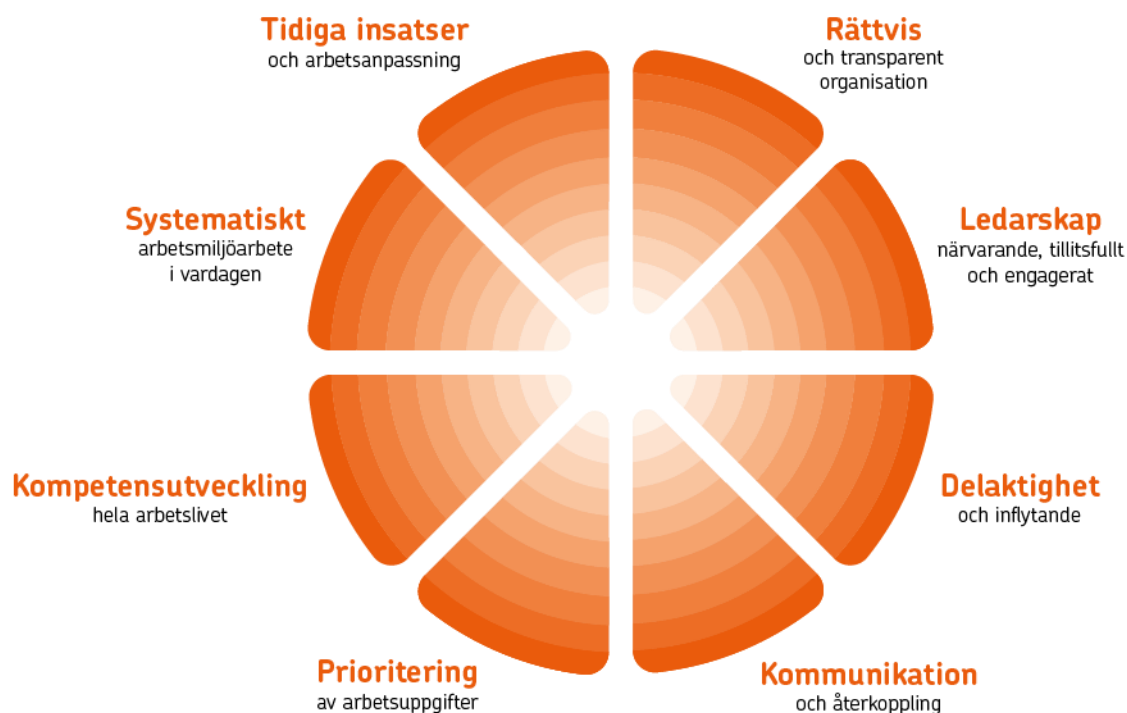 Tidiga insatser
och arbetsanpassning
Rättvis
och transparent
organisation
Ledarskap
närvarande, tillitsfullt
och engagerat
Delaktighet
och inflytande
Kommunikation
och återkoppling
Prioritering
av arbetsuppgifter
Kompetensutveckling
hela arbetslivet
Systematiskt
arbetsmiljöarbete
i vardagen